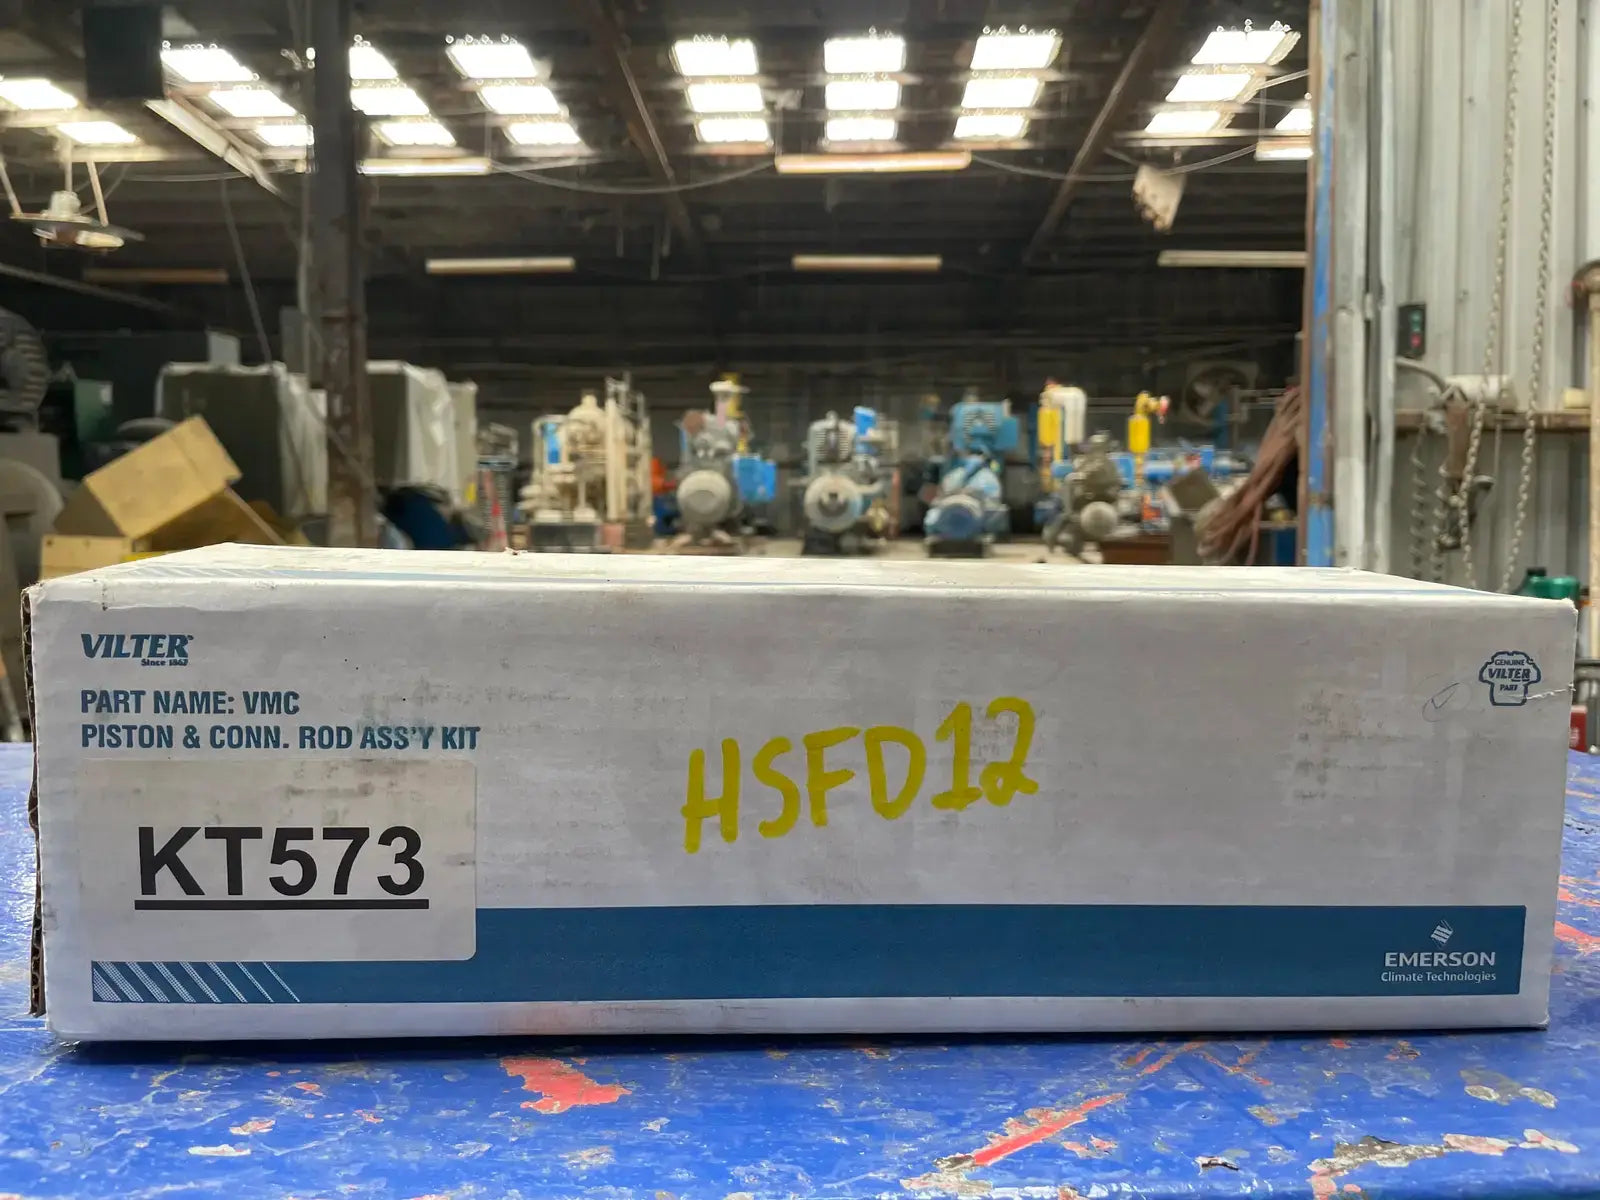 VILTER
Since 1867
PART NAME: VMC
PISTON & CONN. ROD ASS'Y KIT
KT573
HSFD12
GENUINE
VILTER
PART
EMERSON
Climate Technologies